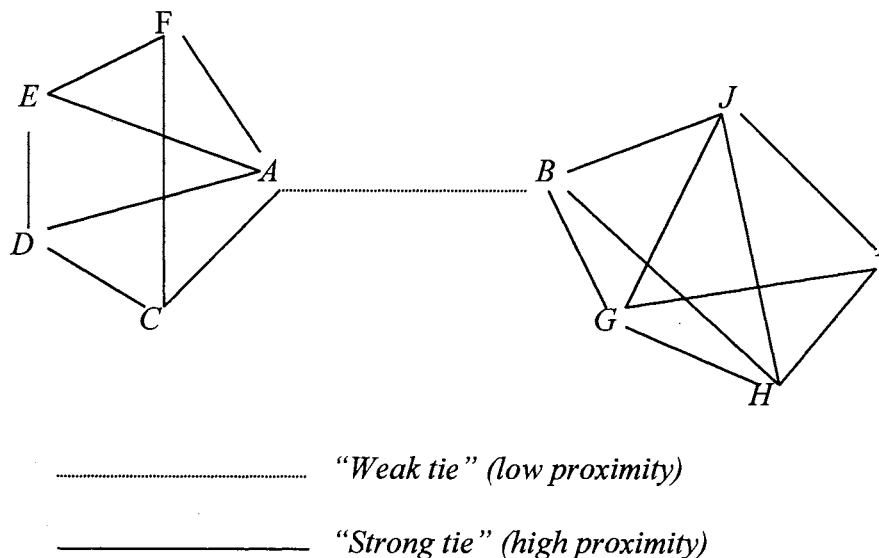 F
E
J
A
B
D
C
G
H
“Weak tie” (low proximity)
“Strong tie” (high proximity)